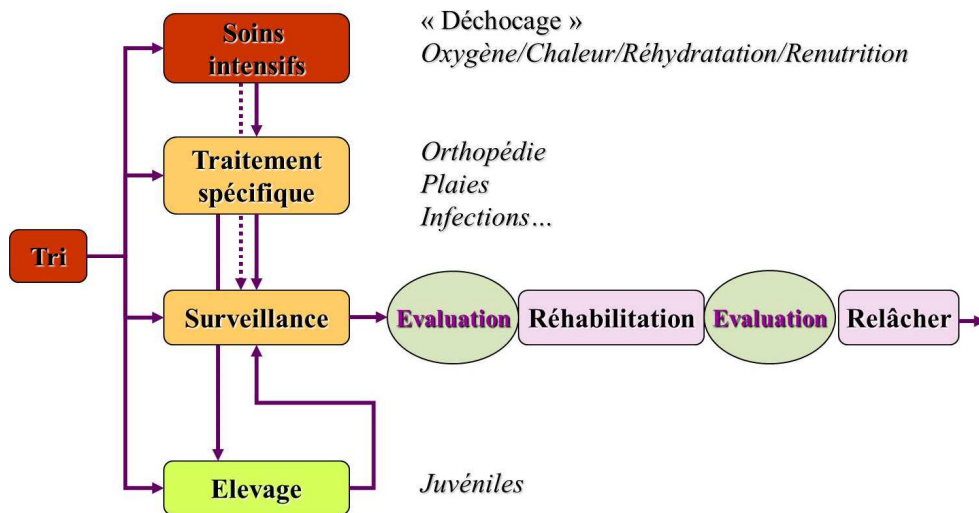 Soins
intensifs
« Déchocage »
Oxygène/Chaleur/Réhydratation/Renutrition
Traitement
spécifique
Orthopédie
Plaies
Infections…
Tri
Surveillance
Evaluation
Réhabilitation
Evaluation
Relâcher
Elevage
Juvéniles